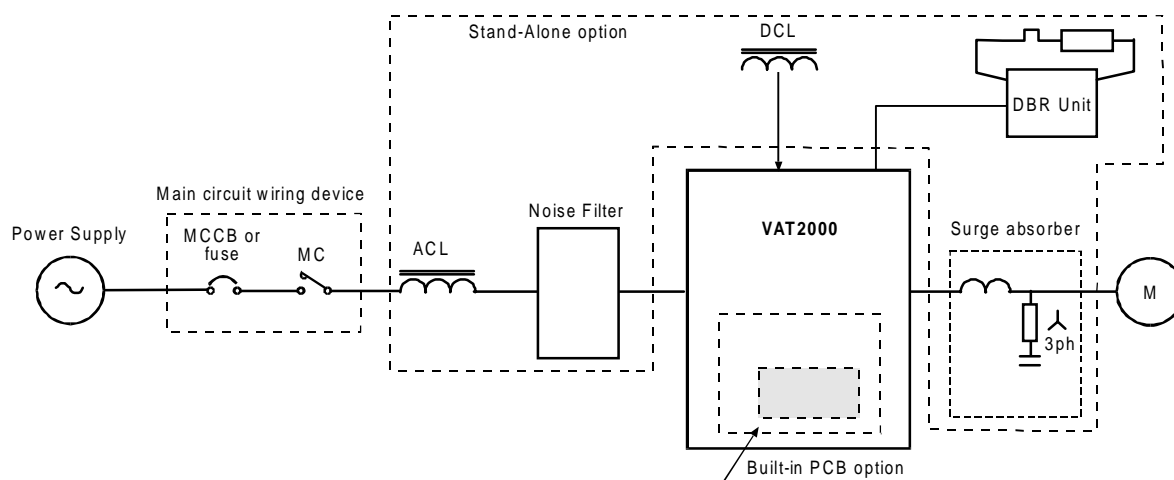 Stand-Alone option
DCL
DBR Unit
Main circuit wiring device
Power Supply
MCCB or
fuse
MC
ACL
Noise Filter
VAT2000
Surge absorber
M
3ph
Built-in PCB option